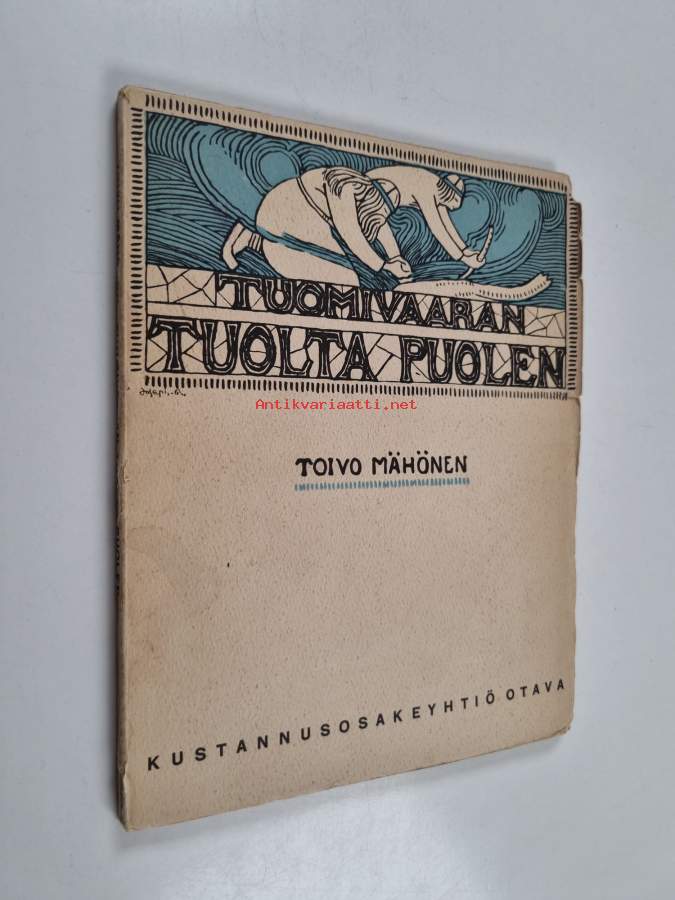 TUOMIVAARAN
TUOLTA PUOLEN
Antikvariaatti.net
TOIVO MÄHÖNEN
KUSTANNUSOSAKEYHTIÖ OTAVA